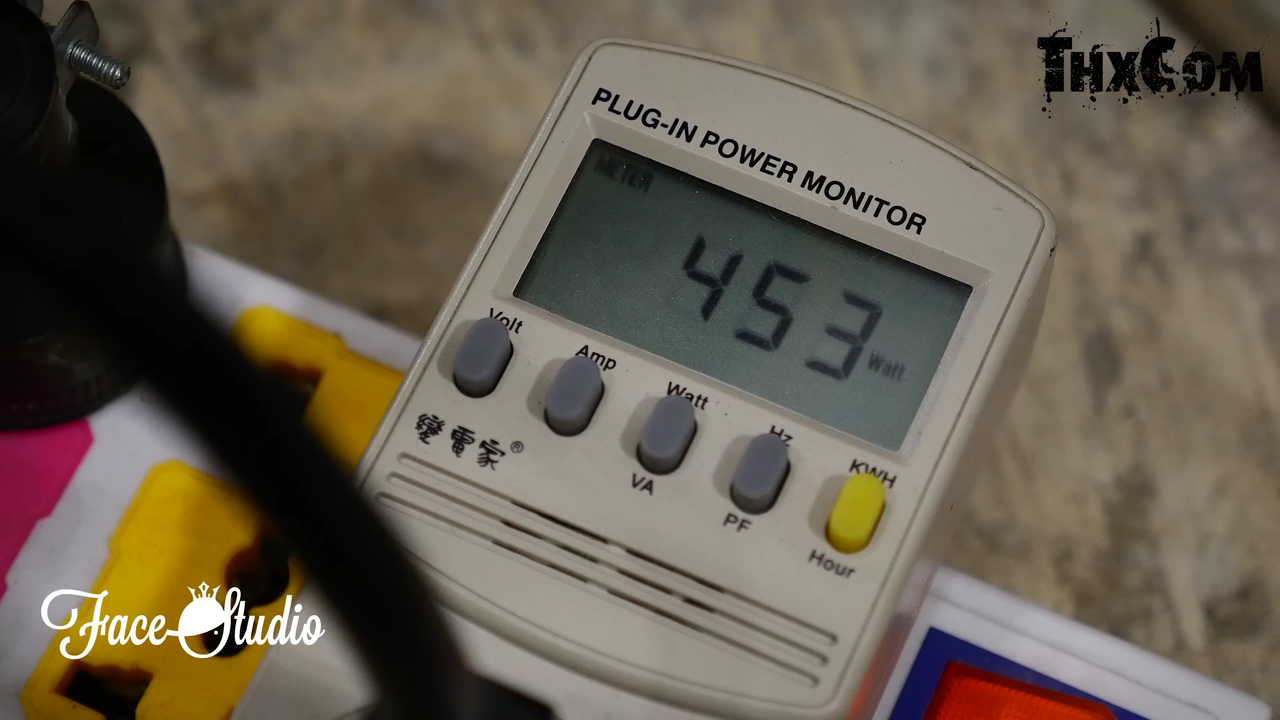 THXCOM
PLUG-IN POWER MONITOR
METER
453 Watt
Volt
Amp
Watt
Hz
KWH
VA
PF
Hour
變電家®
Face Studio